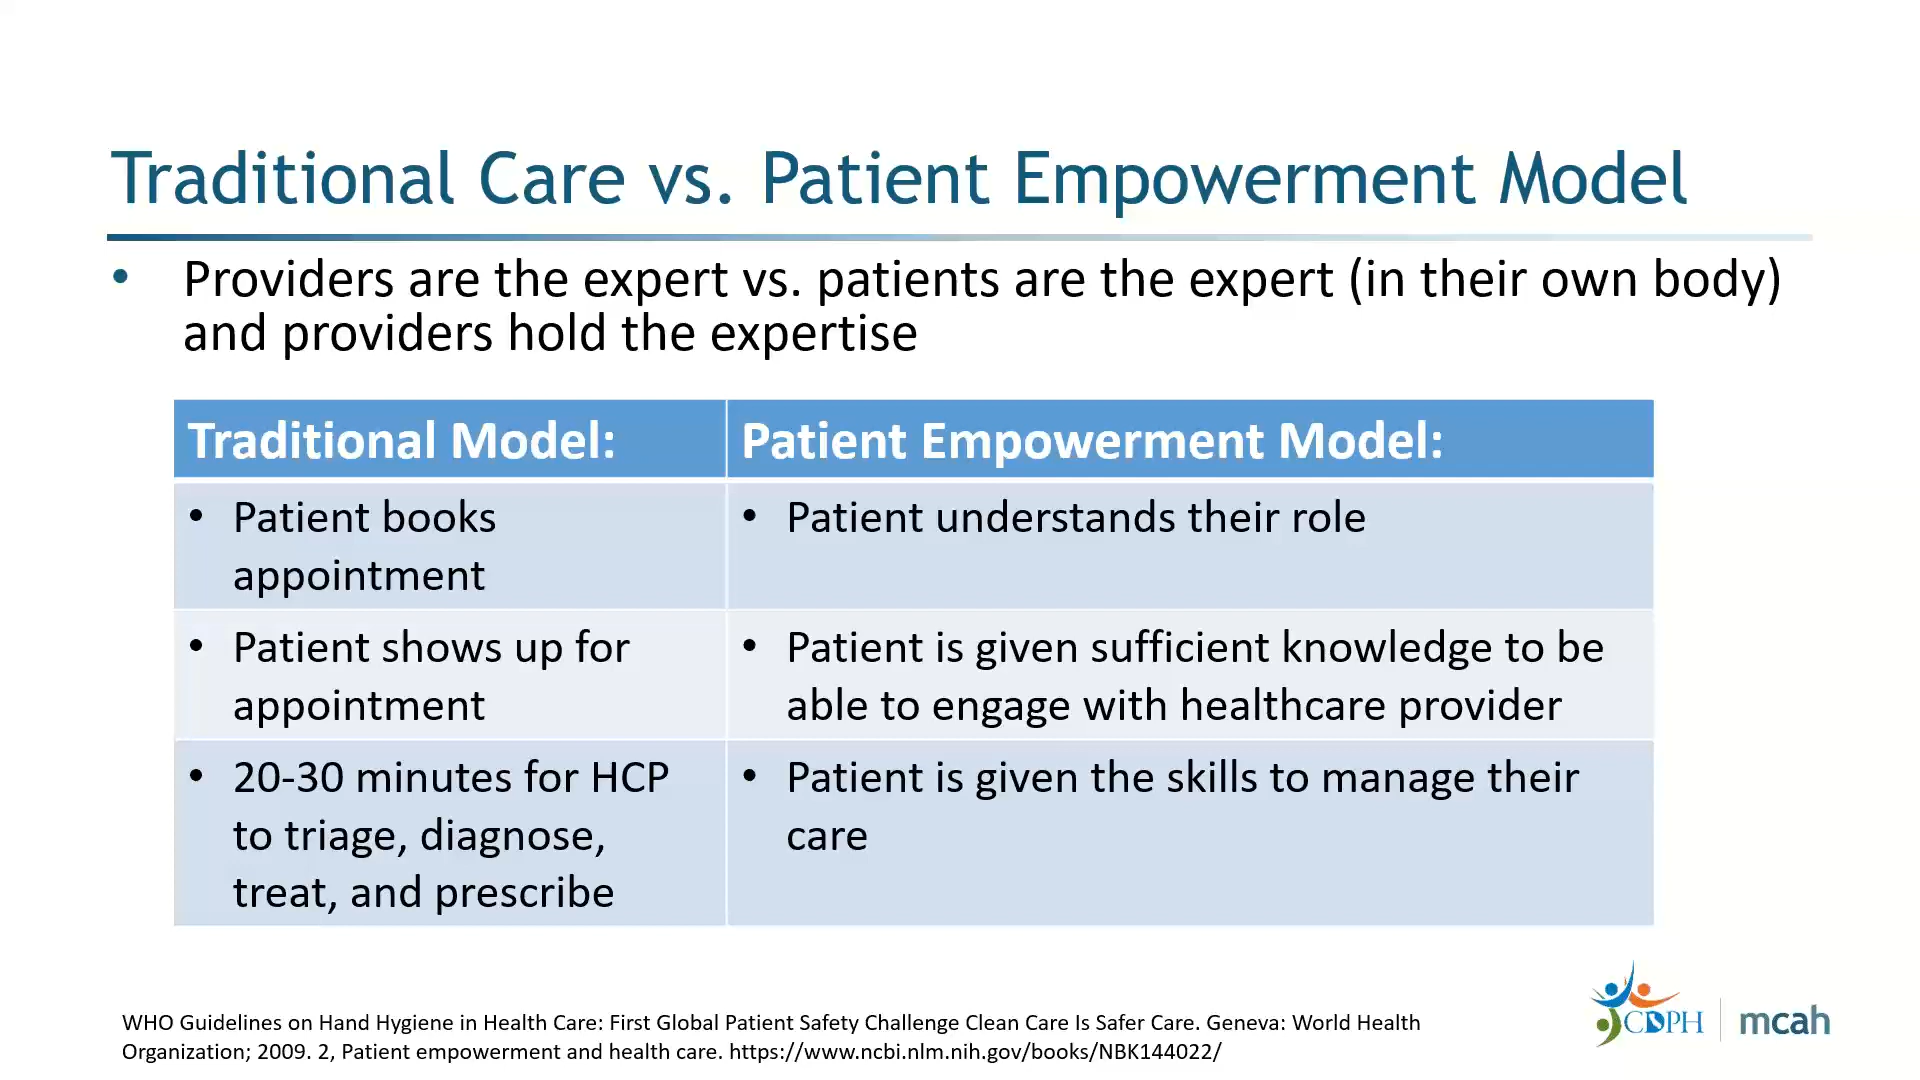 Traditional Care vs. Patient Empowerment Model
• Providers are the expert vs. patients are the expert (in their own body)
and providers hold the expertise
Traditional Model:
Patient Empowerment Model:
• Patient books
appointment
• Patient understands their role
• Patient shows up for
appointment
• Patient is given sufficient knowledge to be
able to engage with healthcare provider
• 20-30 minutes for HCP
to triage, diagnose,
treat, and prescribe
• Patient is given the skills to manage their
care
WHO Guidelines on Hand Hygiene in Health Care: First Global Patient Safety Challenge Clean Care Is Safer Care. Geneva: World Health
Organization; 2009. 2, Patient empowerment and health care. https://www.ncbi.nlm.nih.gov/books/NBK144022/
CDPH
mcah